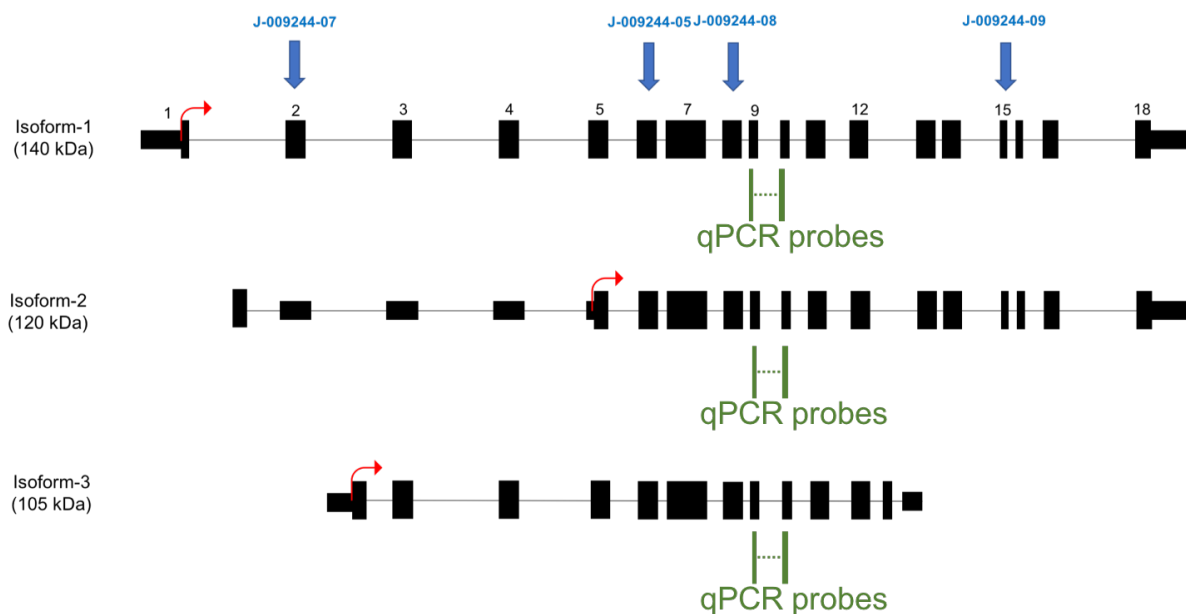 J-009244-07 J-009244-05 J-009244-08 J-009244-09
1 2 3 4 5 7 9 12 15 18
Isoform-1
(140 kDa)
qPCR probes
Isoform-2
(120 kDa)
qPCR probes
Isoform-3
(105 kDa)
qPCR probes